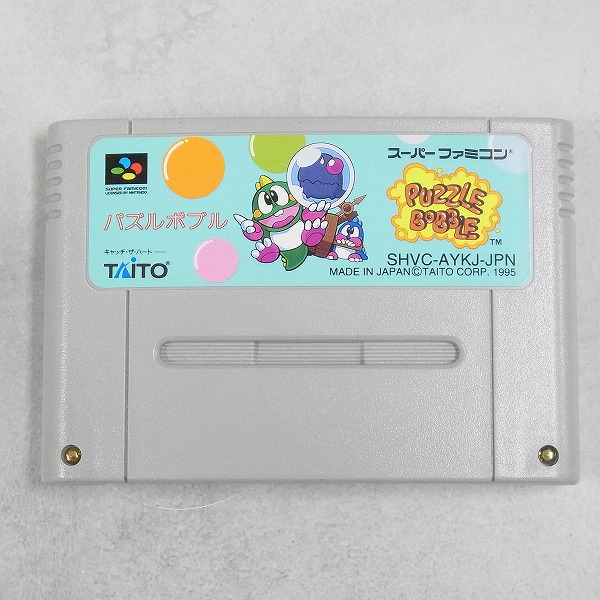 SUPER FAMICOM
LICENSED BY NINTENDO
パズルボブル
キャッチ・ザ・ハート
TAITO®
スーパーファミコン®
PUZZLE
BOBBLE
TM
SHVC-AYKJ-JPN
MADE IN JAPAN©TAITO CORP. 1995